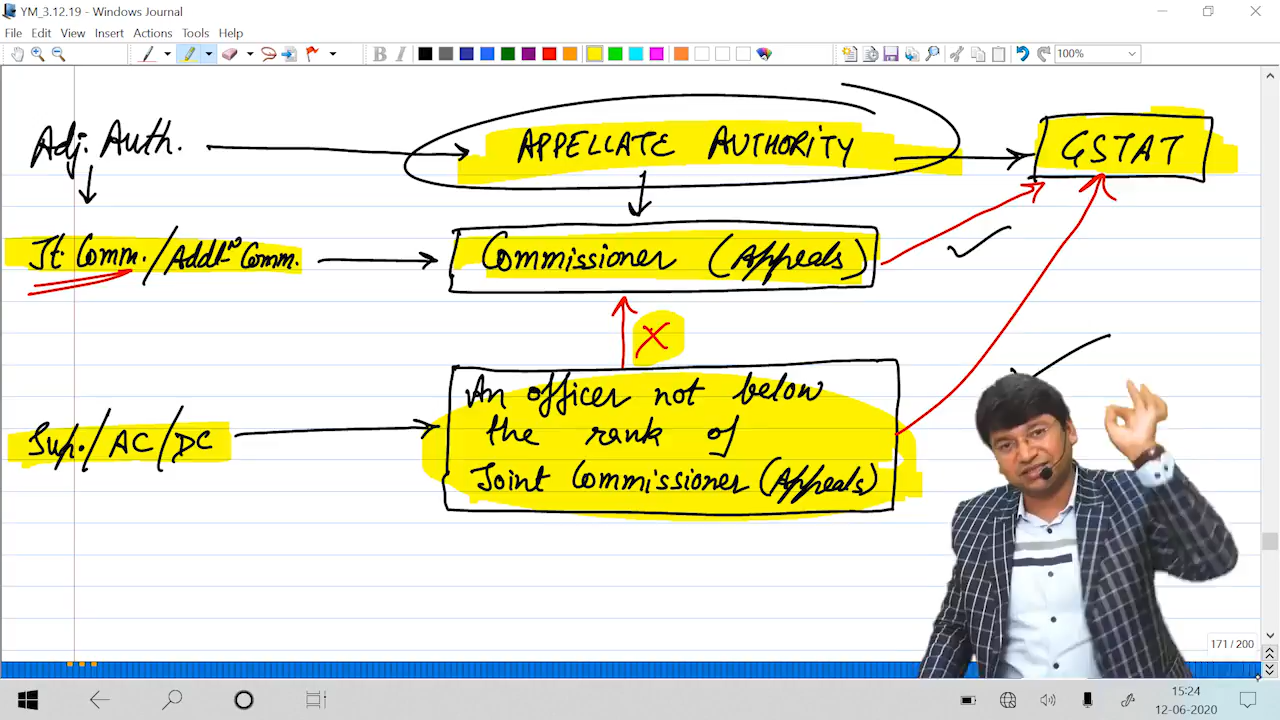 YM_3.12.19 - Windows Journal
File Edit View Insert Actions Tools Help
B I 100%
Adj. Auth. APPELLATE AUTHORITY GSTAT
Jt. Comm. / Addl. Comm. Commissioner (Appeals)
X
An officer not below
Sup. / AC / DC the rank of
Joint Commissioner (Appeals)
171 / 200
15:24
12-06-2020